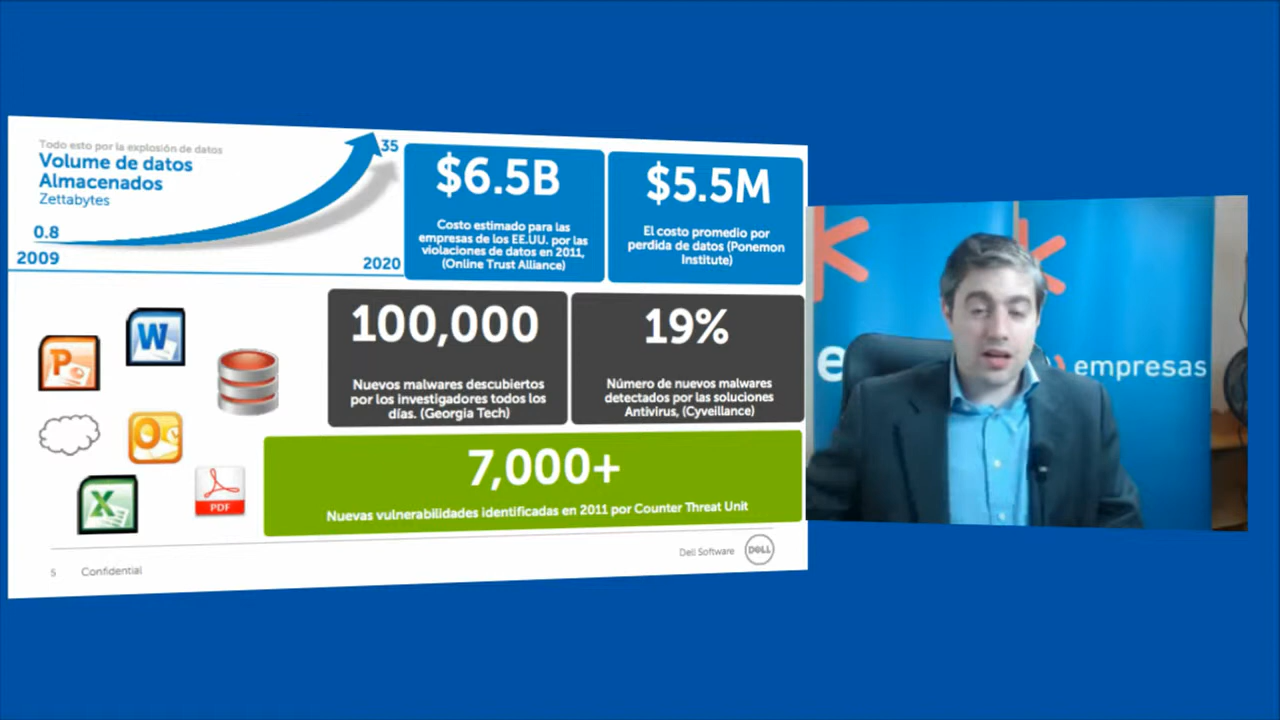 Todo esto por la explosión de datos
Volume de datos
Almacenados
Zettabytes
35
0.8
2009
2020
$6.5B
Costo estimado para las
empresas de los EE.UU. por las
violaciones de datos en 2011,
(Online Trust Alliance)
$5.5M
El costo promedio por
perdida de datos (Ponemon
Institute)
100,000
Nuevos malwares descubiertos
por los investigadores todos los
días. (Georgia Tech)
19%
Número de nuevos malwares
detectados por las soluciones
Antivirus, (Cyveillance)
7,000+
Nuevas vulnerabilidades identificadas en 2011 por Counter Threat Unit
P
W
O
X
PDF
5 Confidential
Dell Software
DELL
e
empresas